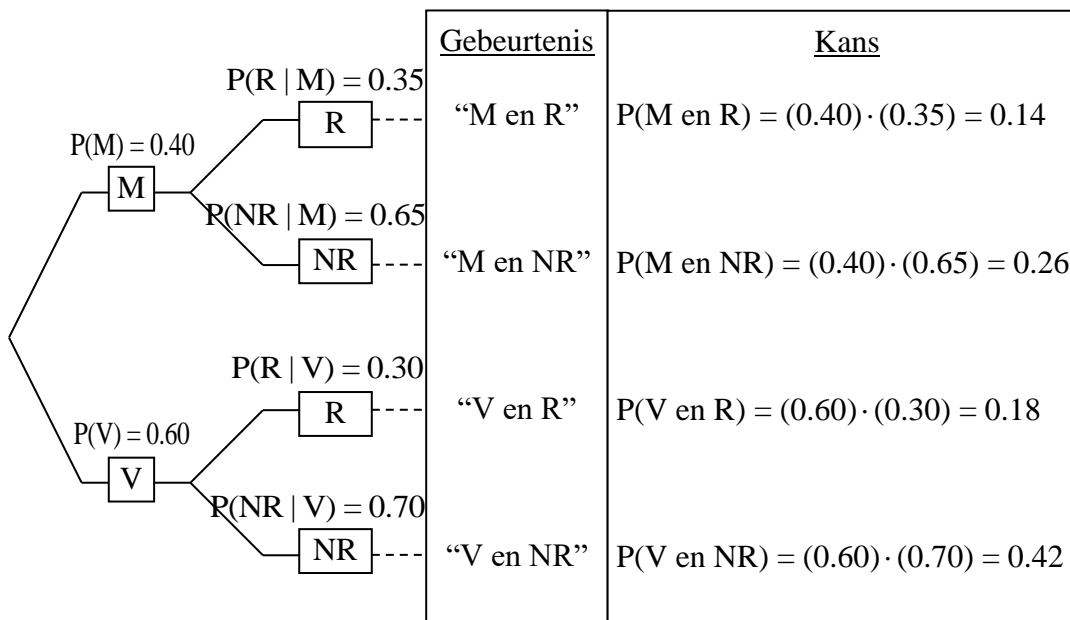 Gebeurtenis Kans
P(R | M) = 0.35
R “M en R” P(M en R) = (0.40)·(0.35) = 0.14
P(M) = 0.40
M
P(NR | M) = 0.65
NR “M en NR” P(M en NR) = (0.40)·(0.65) = 0.26
P(R | V) = 0.30
R “V en R” P(V en R) = (0.60)·(0.30) = 0.18
P(V) = 0.60
V
P(NR | V) = 0.70
NR “V en NR” P(V en NR) = (0.60)·(0.70) = 0.42